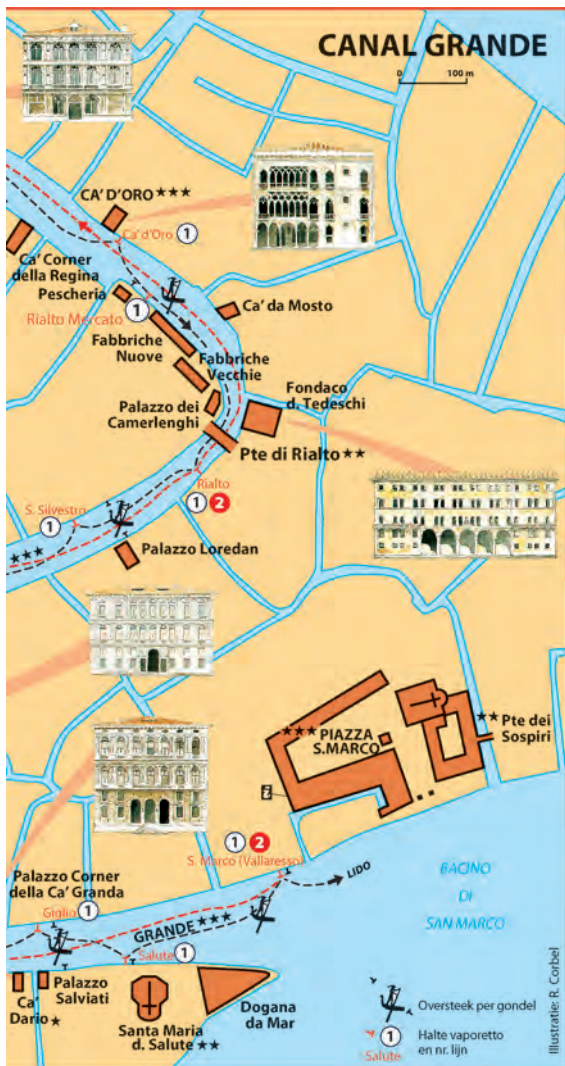 CANAL GRANDE
0 100 m
CA' D'ORO ★★★
Ca' d'Oro 1
Ca' Corner
della Regina
Pescheria
Rialto Mercato 1
Ca' da Mosto
Fabbriche
Nuove
Fabbriche
Vecchie
Fondaco
d. Tedeschi
Palazzo dei
Camerlenghi
Pte di Rialto ★★
Rialto
1 2
S. Silvestro
1
★★★
Palazzo Loredan
★★★ PIAZZA
S.MARCO
★★ Pte dei
Sospiri
i
1 2
S. Marco (Vallaresso)
LIDO
Palazzo Corner
della Ca' Granda
Giglio 1
GRANDE ★★★
Salute 1
BACINO
DI
SAN MARCO
Ca'
Dario ★
Palazzo
Salviati
Santa Maria
d. Salute ★★
Dogana
da Mar
Oversteek per gondel
1 Halte vaporetto
Salute en nr. lijn
Illustratie: R. Corbel